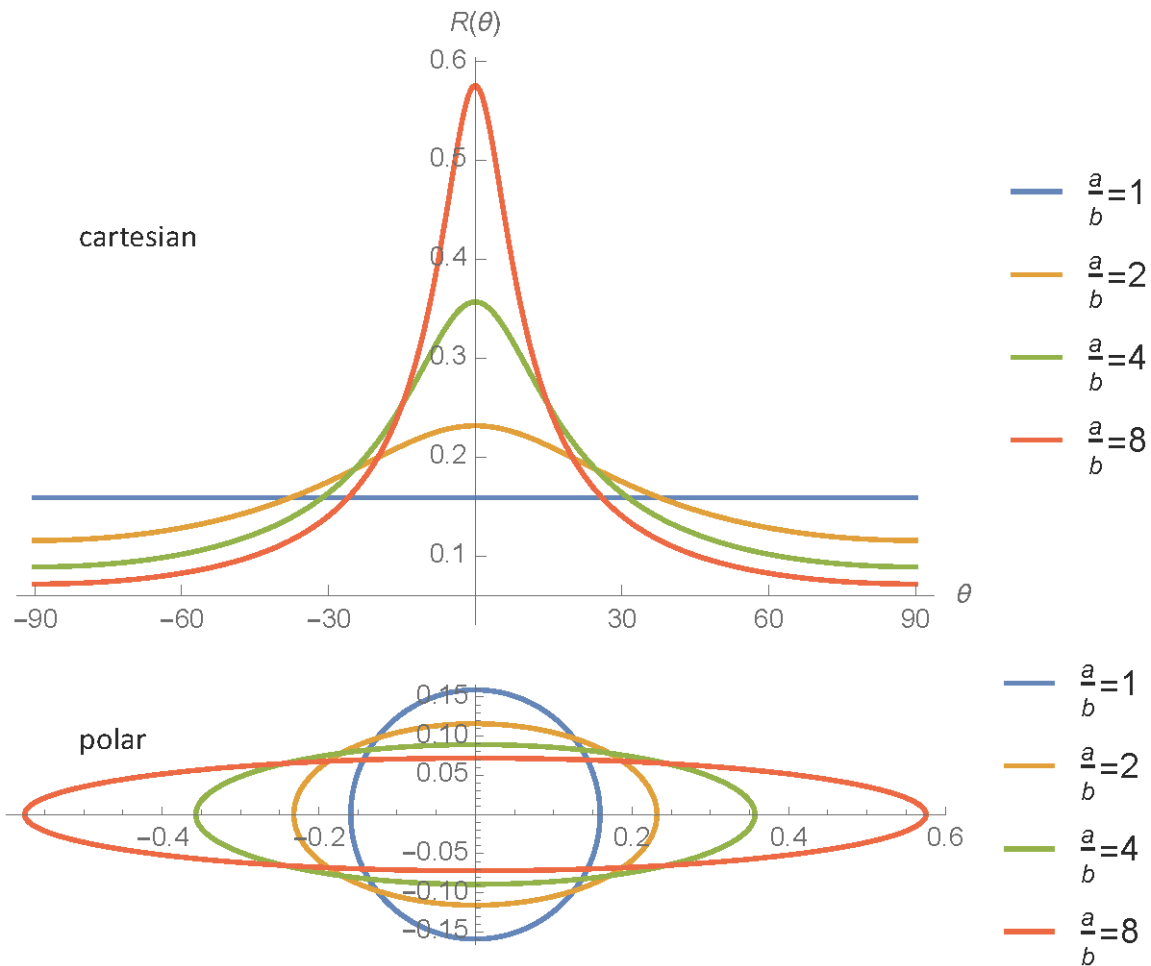 R(θ)
0.6
0.5
0.4
0.3
0.2
0.1
cartesian
−90
−60
−30
30
60
90
θ
a/b=1
a/b=2
a/b=4
a/b=8
polar
0.15
0.10
0.05
−0.4
−0.2
0.2
0.4
0.6
−0.05
−0.10
−0.15
a/b=1
a/b=2
a/b=4
a/b=8